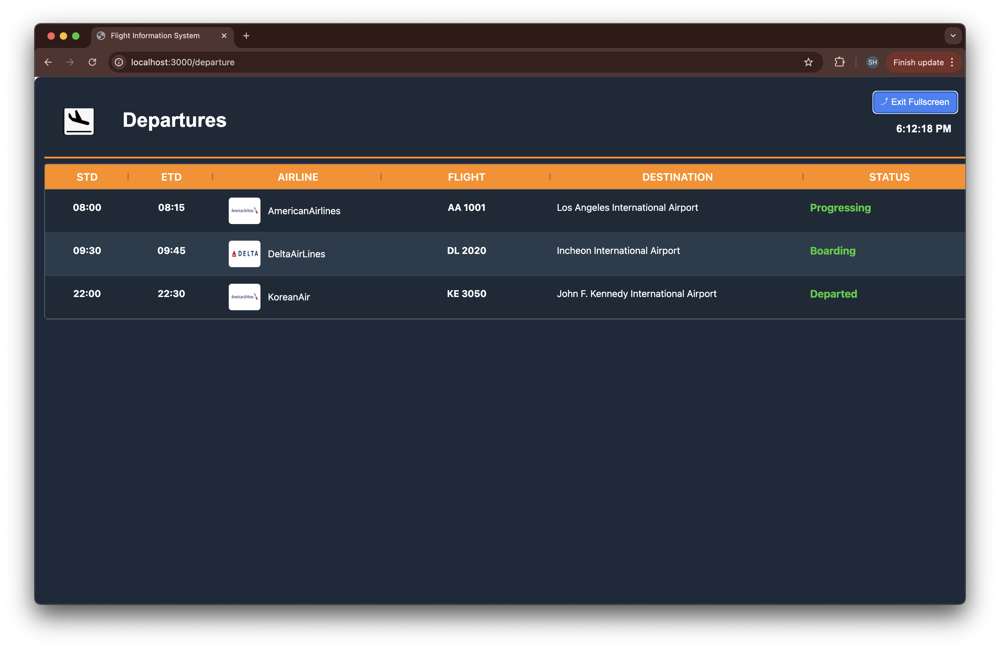 Flight Information System
localhost:3000/departure
SH
Finish update
Exit Fullscreen
Departures
6:12:18 PM
STD ETD AIRLINE FLIGHT DESTINATION STATUS
08:00 08:15 AmericanAirlines AmericanAirlines AA 1001 Los Angeles International Airport Progressing
09:30 09:45 DELTA DeltaAirLines DL 2020 Incheon International Airport Boarding
22:00 22:30 AmericanAirlines KoreanAir KE 3050 John F. Kennedy International Airport Departed